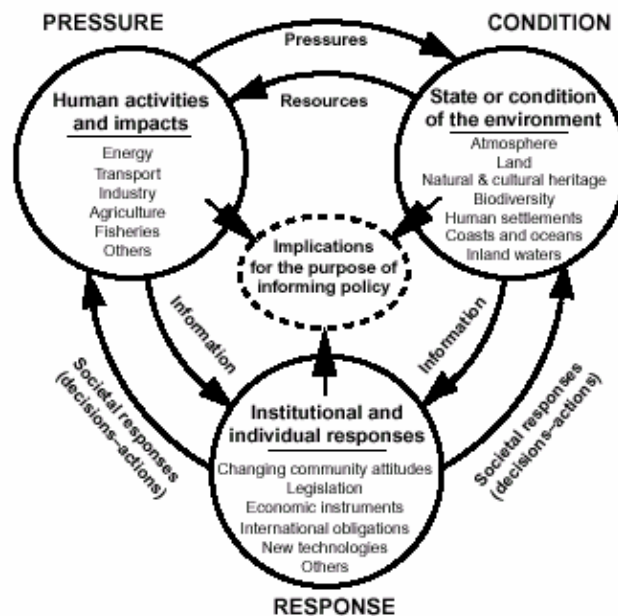 PRESSURE
CONDITION
Pressures
Resources
Human activities
and impacts
Energy
Transport
Industry
Agriculture
Fisheries
Others
State or condition
of the environment
Atmosphere
Land
Natural & cultural heritage
Biodiversity
Human settlements
Coasts and oceans
Inland waters
Implications
for the purpose of
informing policy
Information
Information
Societal responses
(decisions–actions)
Societal responses
(decisions–actions)
Institutional and
individual responses
Changing community attitudes
Legislation
Economic instruments
International obligations
New technologies
Others
RESPONSE